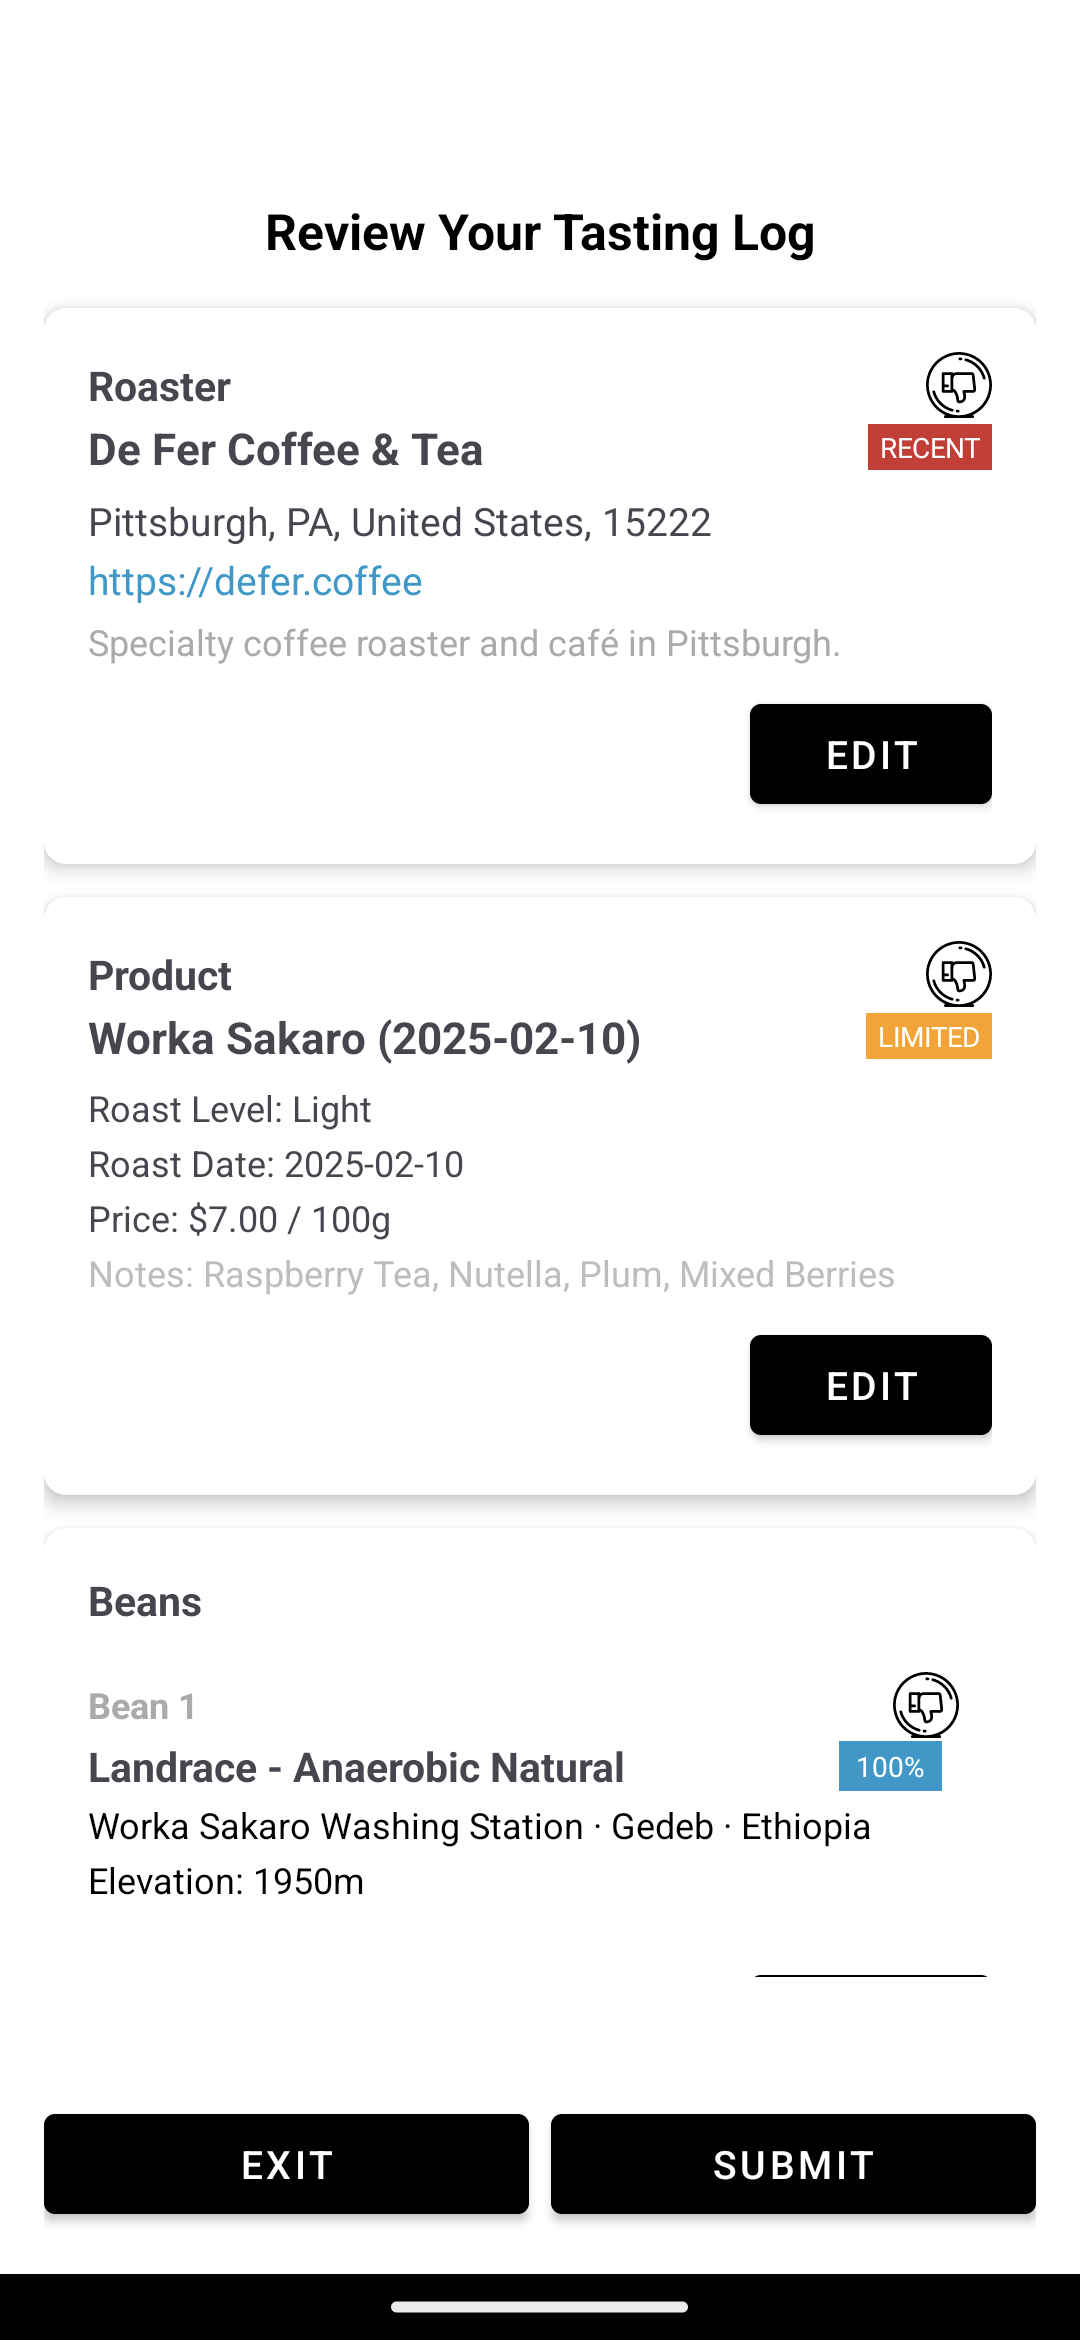 Review Your Tasting Log
Roaster
De Fer Coffee & Tea
RECENT
Pittsburgh, PA, United States, 15222
https://defer.coffee
Specialty coffee roaster and café in Pittsburgh.
EDIT
Product
Worka Sakaro (2025-02-10)
LIMITED
Roast Level: Light
Roast Date: 2025-02-10
Price: $7.00 / 100g
Notes: Raspberry Tea, Nutella, Plum, Mixed Berries
EDIT
Beans
Bean 1
Landrace - Anaerobic Natural
100%
Worka Sakaro Washing Station · Gedeb · Ethiopia
Elevation: 1950m
EXIT
SUBMIT